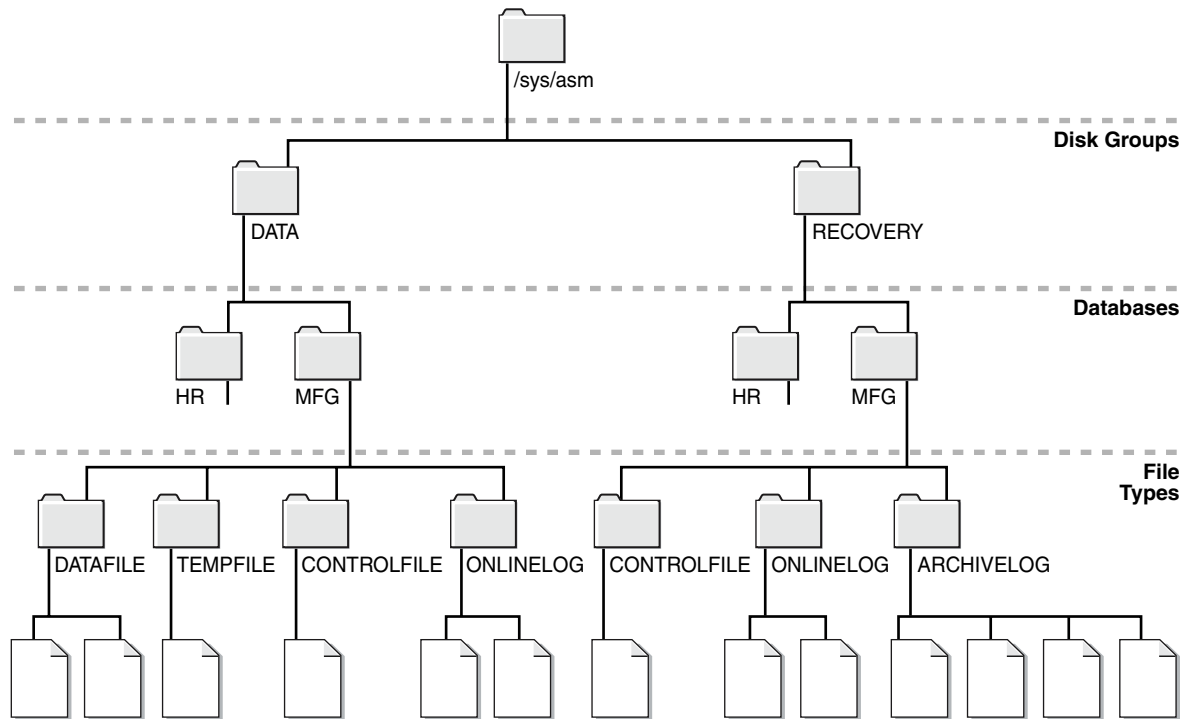 /sys/asm
Disk Groups
DATA
RECOVERY
Databases
HR
MFG
HR
MFG
File
Types
DATAFILE
TEMPFILE
CONTROLFILE
ONLINELOG
CONTROLFILE
ONLINELOG
ARCHIVELOG